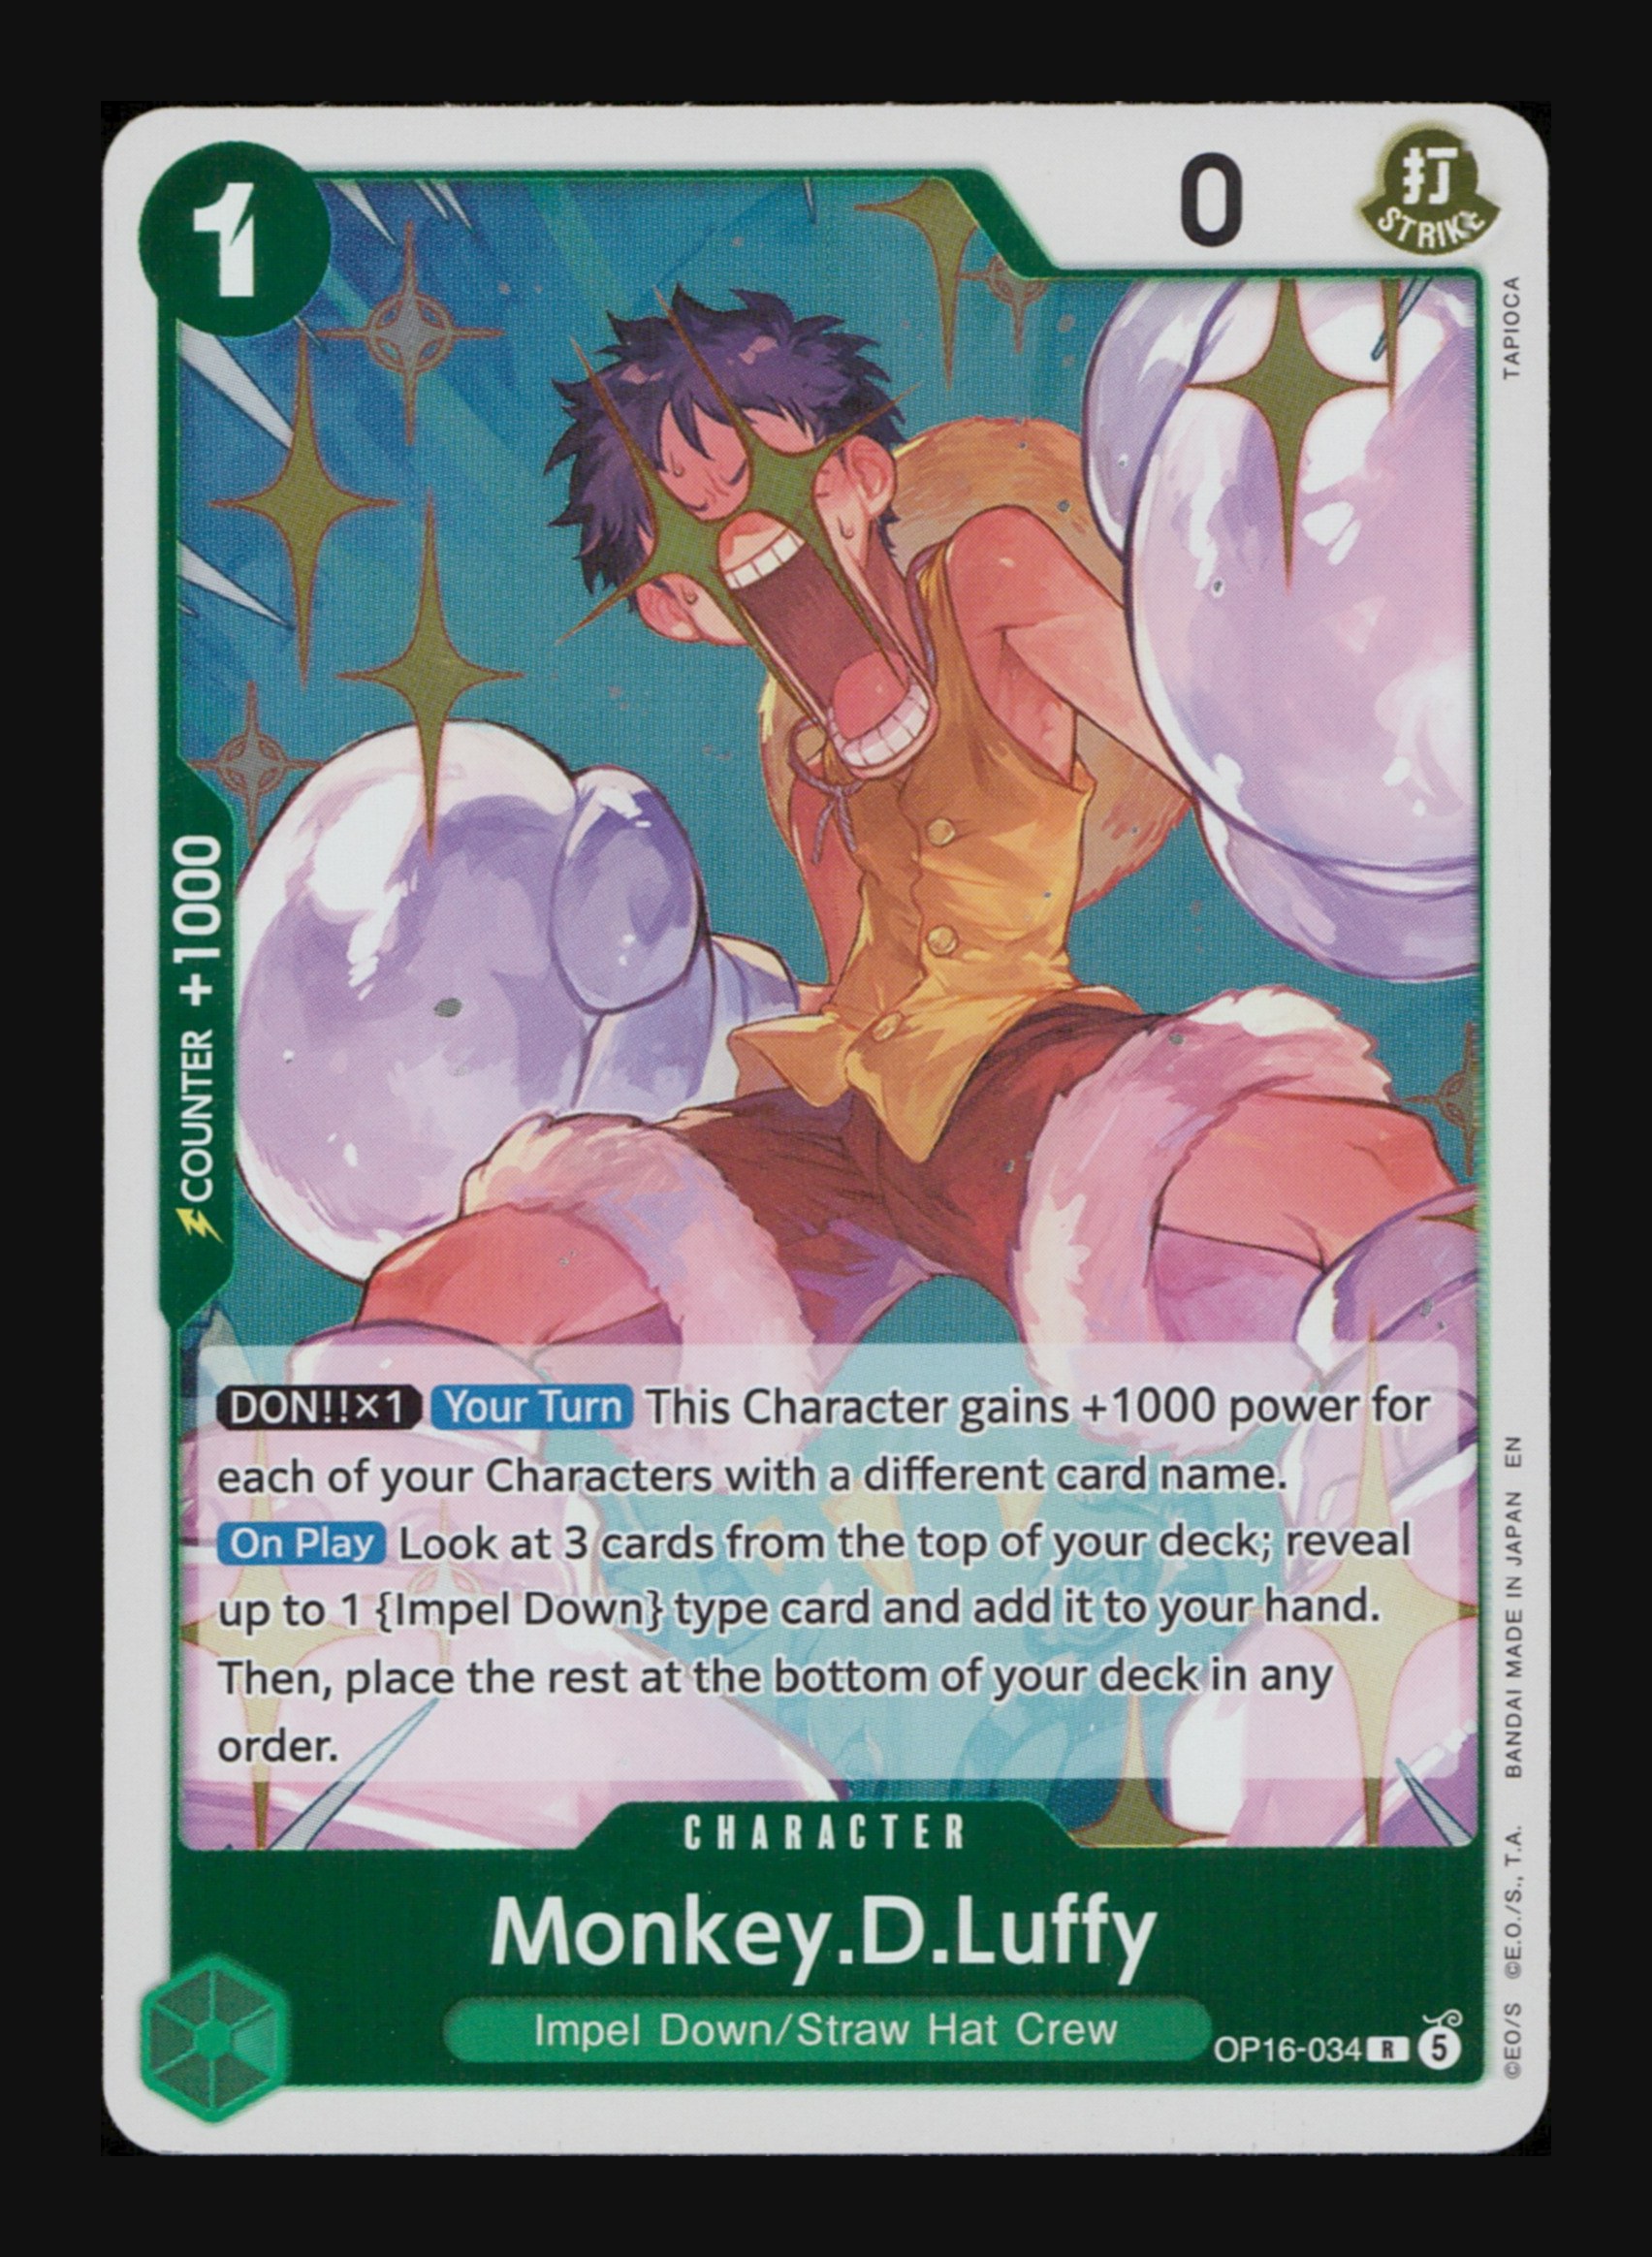 1
0
打
STRIKE
TAPIOCA
COUNTER +1000
DON!!×1 Your Turn This Character gains +1000 power for
each of your Characters with a different card name.
On Play Look at 3 cards from the top of your deck; reveal
up to 1 {Impel Down} type card and add it to your hand.
Then, place the rest at the bottom of your deck in any
order.
CHARACTER
Monkey.D.Luffy
Impel Down/Straw Hat Crew
OP16-034 R 5
©EO/S ©E.O./S., T.A. BANDAI MADE IN JAPAN EN